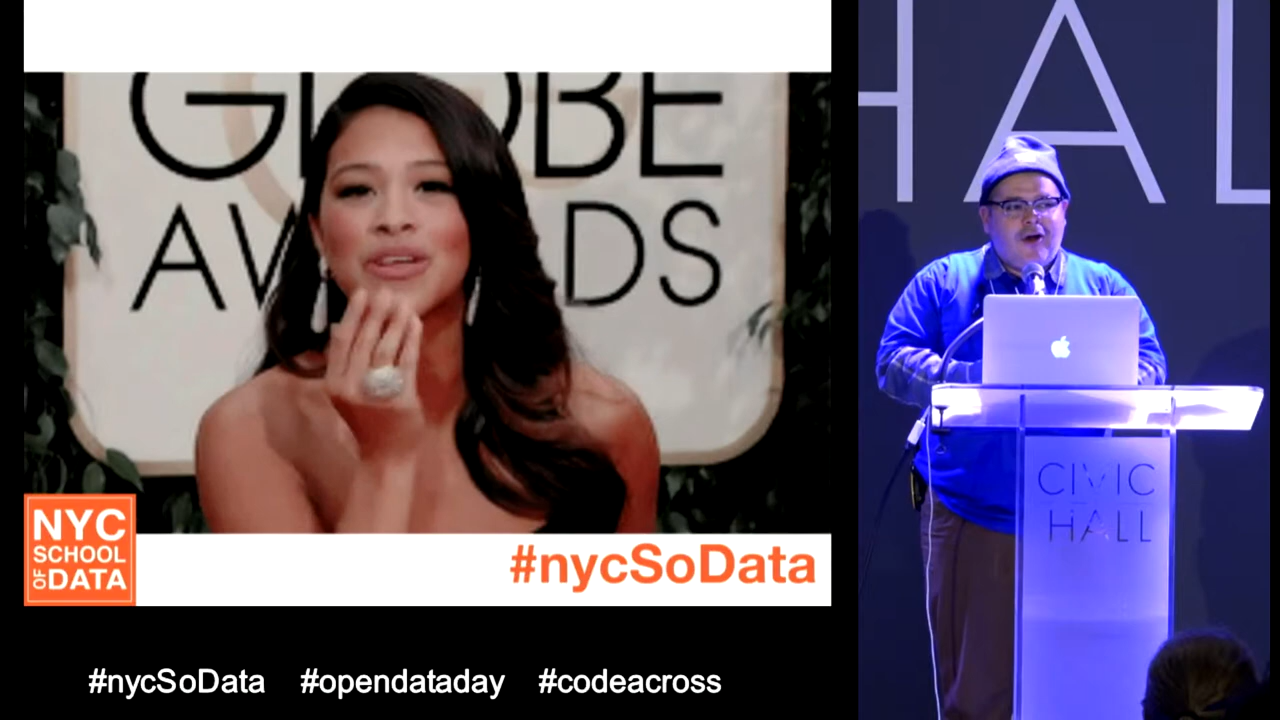 GLOBE
AWARDS
NYC
SCHOOL
OF DATA
#nycSoData
#nycSoData #opendataday #codeacross
HAL
CIVIC
HALL